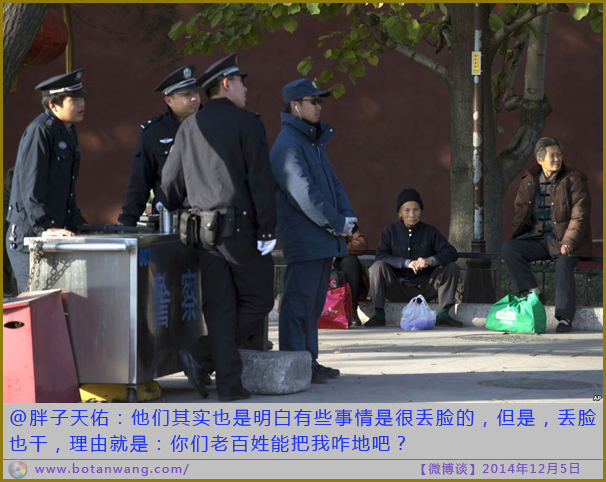 警察
AP
@胖子天佑：他们其实也是明白有些事情是很丢脸的，但是，丢脸
也干，理由就是：你们老百姓能把我咋地吧？
www.botanwang.com/
【微博谈】2014年12月5日